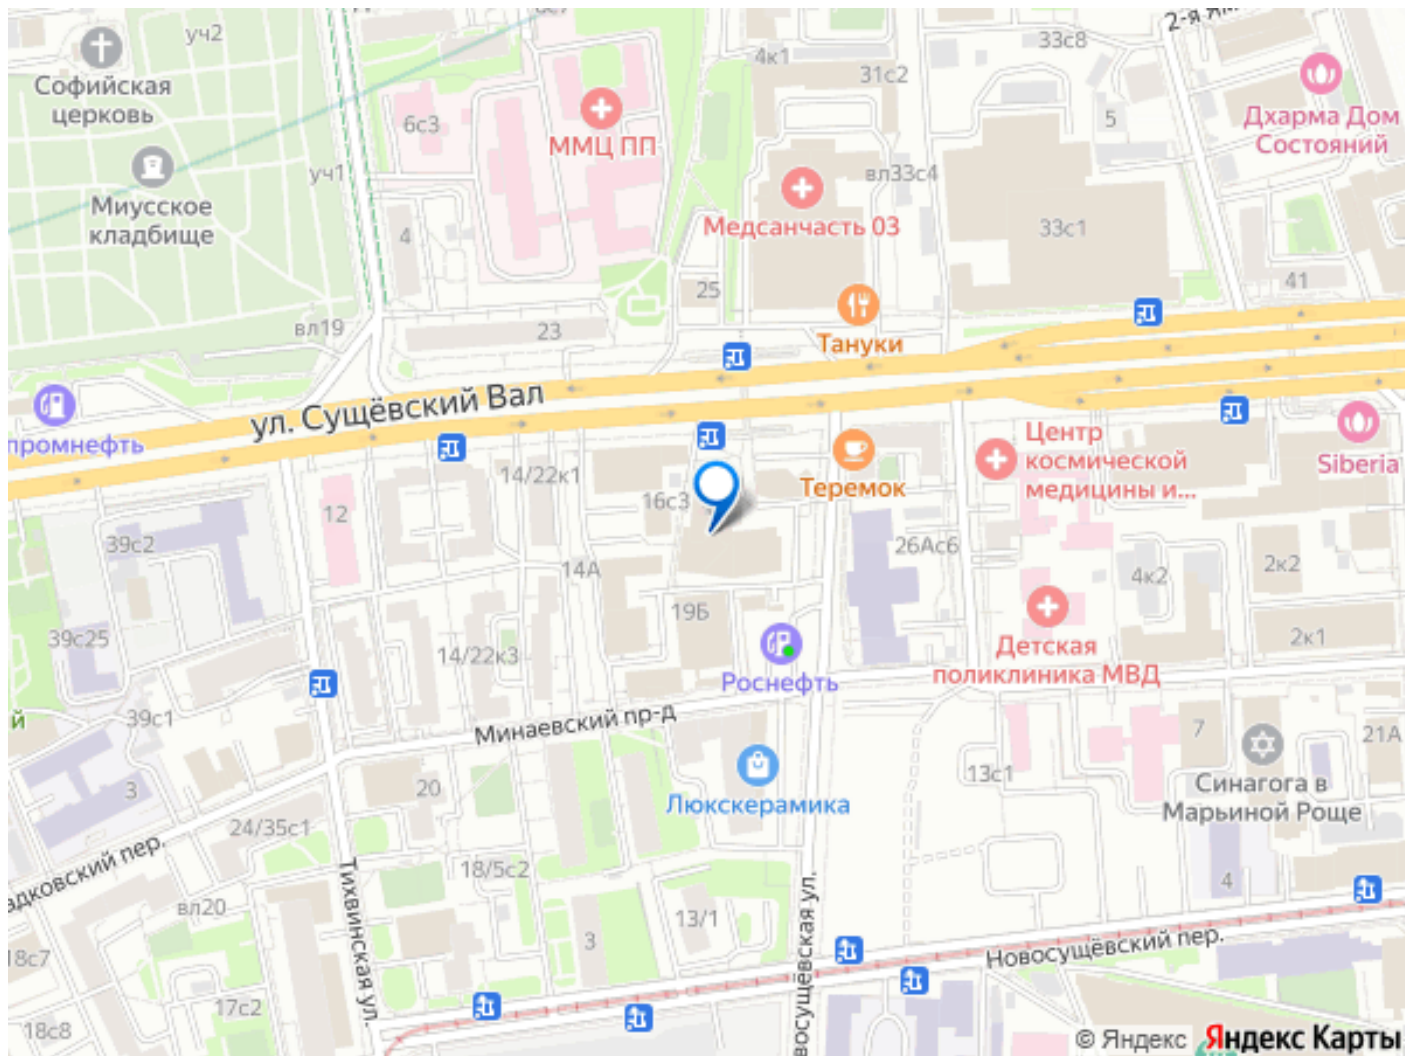 уч2
Софийская
церковь
уч1
Миусское
кладбище
6с3
ММЦ ПП
4к1
31с2
33с8
5
Дхарма Дом
Состояний
вл33с4
Медсанчасть 03
33с1
4
25
41
вл19
23
Тануки
ул. Сущёвский Вал
промнефть
14/22к1
16с3
Теремок
Центр
космической
медицины и...
Siberia
12
39с2
14А
26Ас6
4к2
2к2
19Б
39с25
14/22к3
Роснефть
Детская
поликлиника МВД
2к1
й
39с1
Минаевский пр-д
7
21А
13с1
Синагога в
Марьиной Роще
3
20
Люкскерамика
24/35с1
адковский пер.
18/5с2
вл20
Тихвинская ул.
13/1
3
4
18с7
17с2
18с8
восущёвская ул.
Новосущёвский пер.
© Яндекс Яндекс Карты